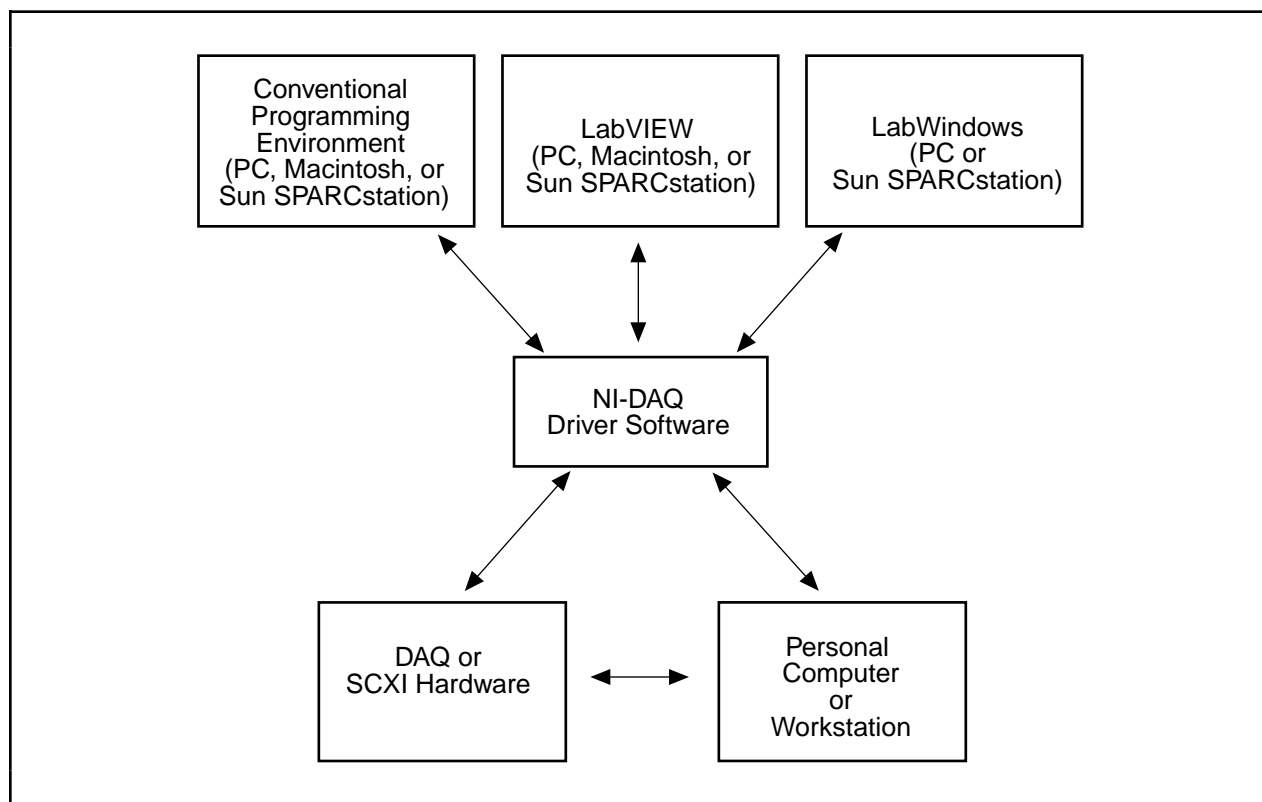 Conventional
Programming
Environment
(PC, Macintosh, or
Sun SPARCstation)
LabVIEW
(PC, Macintosh, or
Sun SPARCstation)
LabWindows
(PC or
Sun SPARCstation)
NI-DAQ
Driver Software
DAQ or
SCXI Hardware
Personal
Computer
or
Workstation